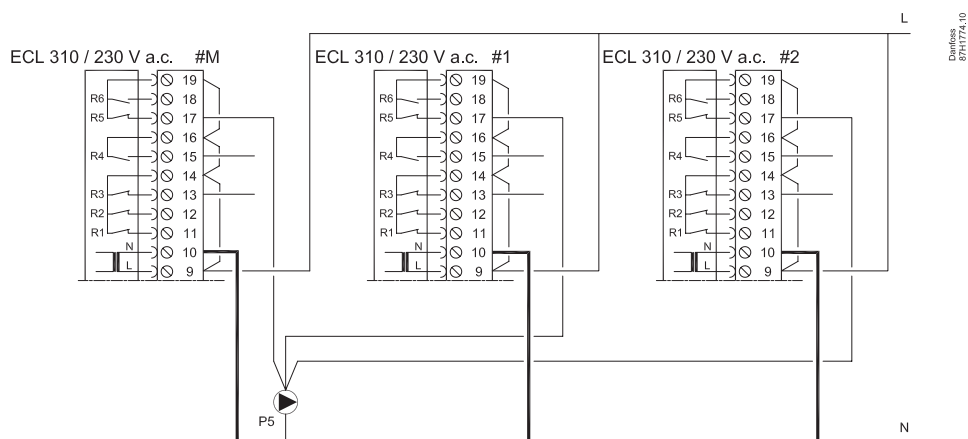 L
Danfoss
87H1774.10
ECL 310 / 230 V a.c. #M
19
R6 18
R5 17
16
R4 15
14
R3 13
R2 12
R1 11
N 10
L 9
ECL 310 / 230 V a.c. #1
19
R6 18
R5 17
16
R4 15
14
R3 13
R2 12
R1 11
N 10
L 9
ECL 310 / 230 V a.c. #2
19
R6 18
R5 17
16
R4 15
14
R3 13
R2 12
R1 11
N 10
L 9
P5
N